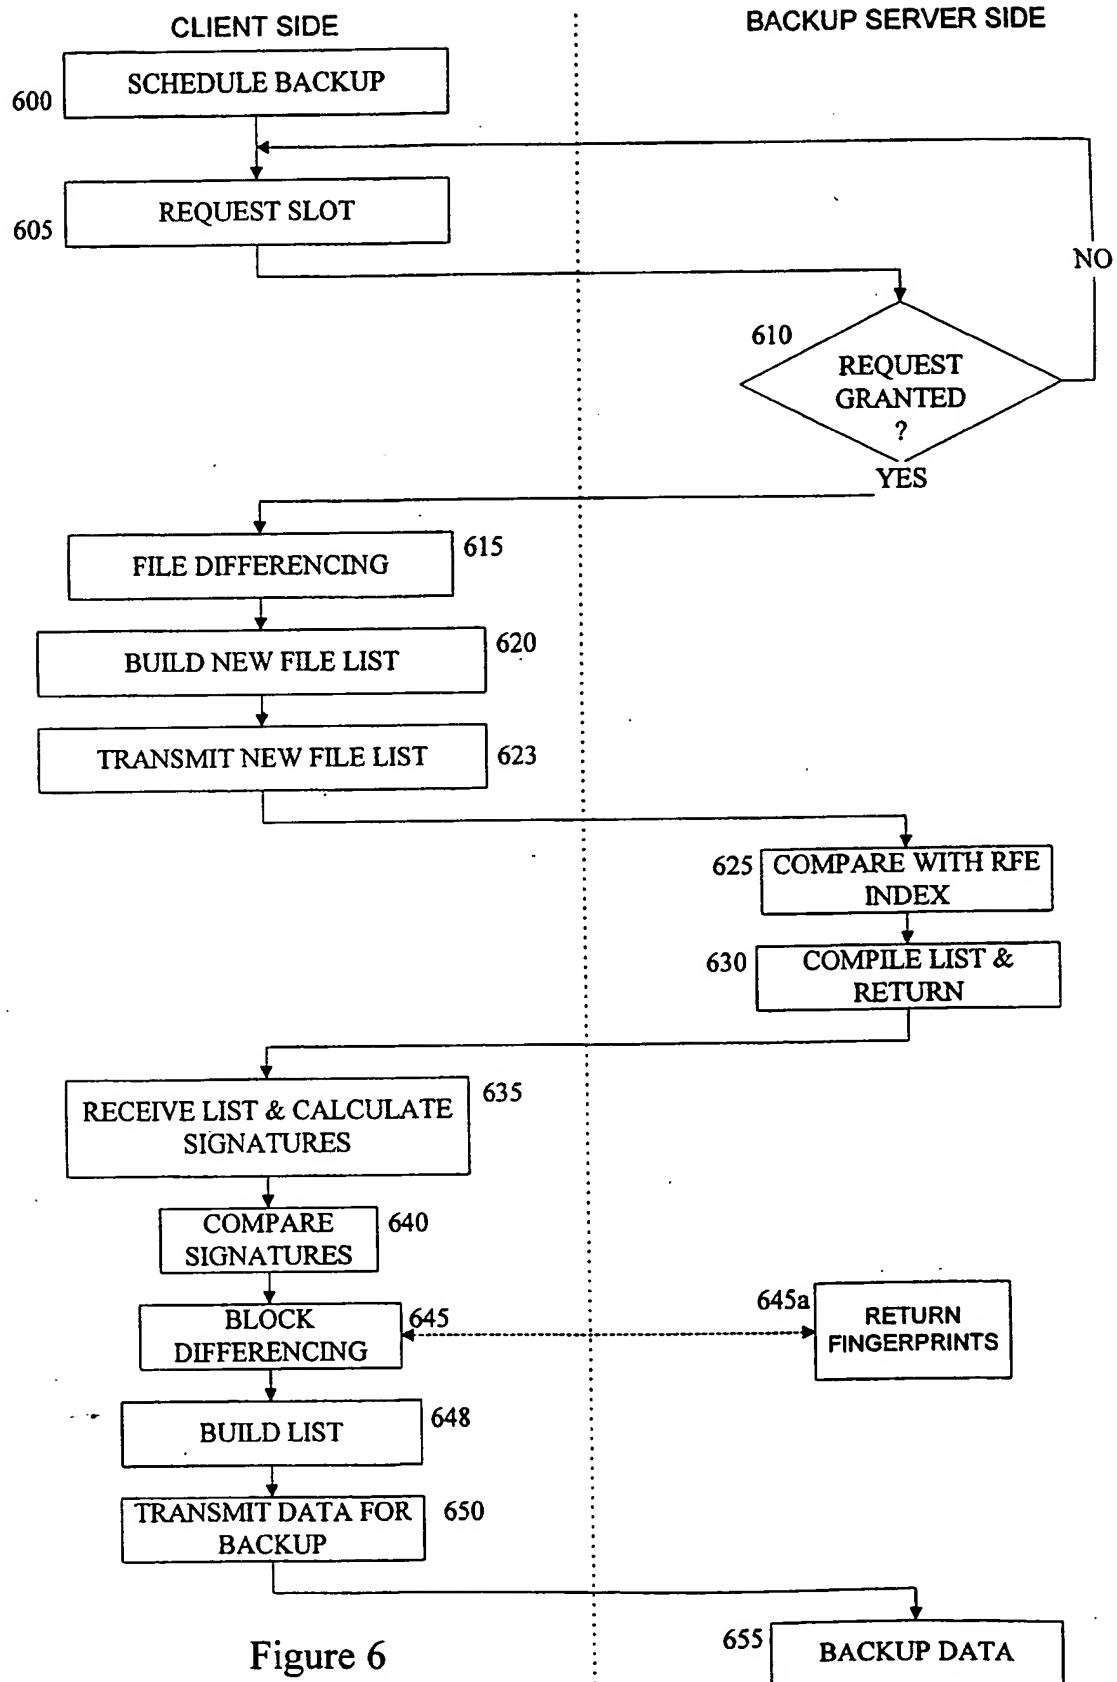 CLIENT SIDE
BACKUP SERVER SIDE
600
SCHEDULE BACKUP
605
REQUEST SLOT
NO
610
REQUEST
GRANTED
?
YES
FILE DIFFERENCING
615
BUILD NEW FILE LIST
620
TRANSMIT NEW FILE LIST
623
625
COMPARE WITH RFE
INDEX
630
COMPILE LIST &
RETURN
RECEIVE LIST & CALCULATE
SIGNATURES
635
COMPARE
SIGNATURES
640
BLOCK
DIFFERENCING
645
645a
RETURN
FINGERPRINTS
BUILD LIST
648
TRANSMIT DATA FOR
BACKUP
650
655
BACKUP DATA
Figure 6